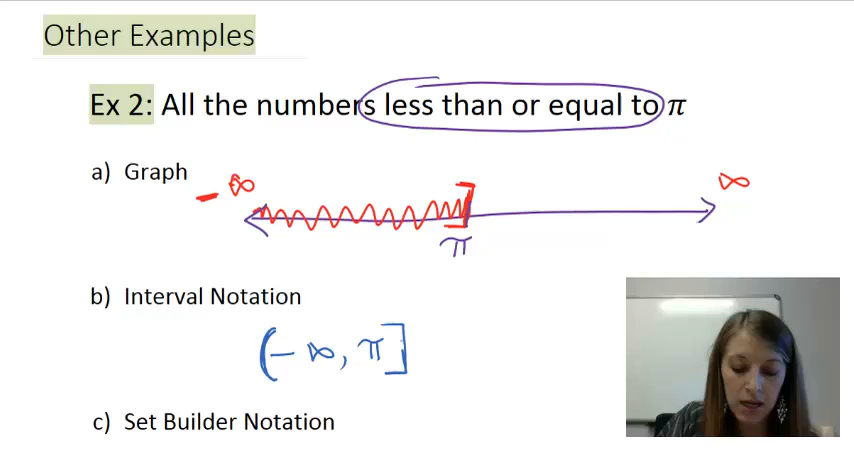 Other Examples
Ex 2: All the numbers less than or equal to π
a) Graph
- ∞
∞
π
b) Interval Notation
(- ∞, π]
c) Set Builder Notation